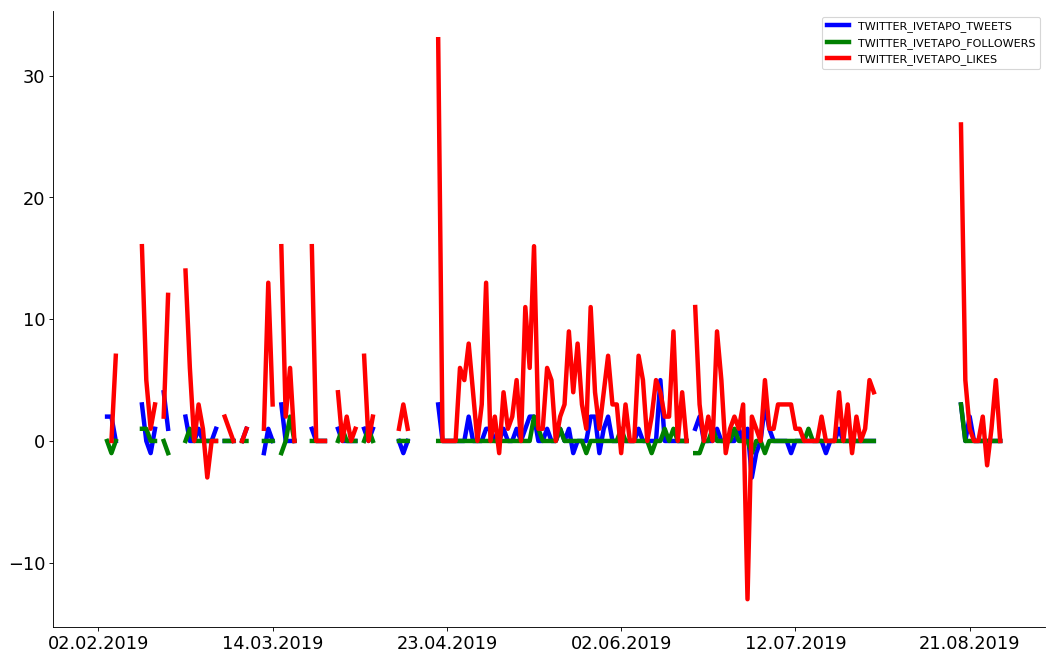 TWITTER_IVETAPO_TWEETS
TWITTER_IVETAPO_FOLLOWERS
TWITTER_IVETAPO_LIKES
30
20
10
0
−10
02.02.2019 14.03.2019 23.04.2019 02.06.2019 12.07.2019 21.08.2019